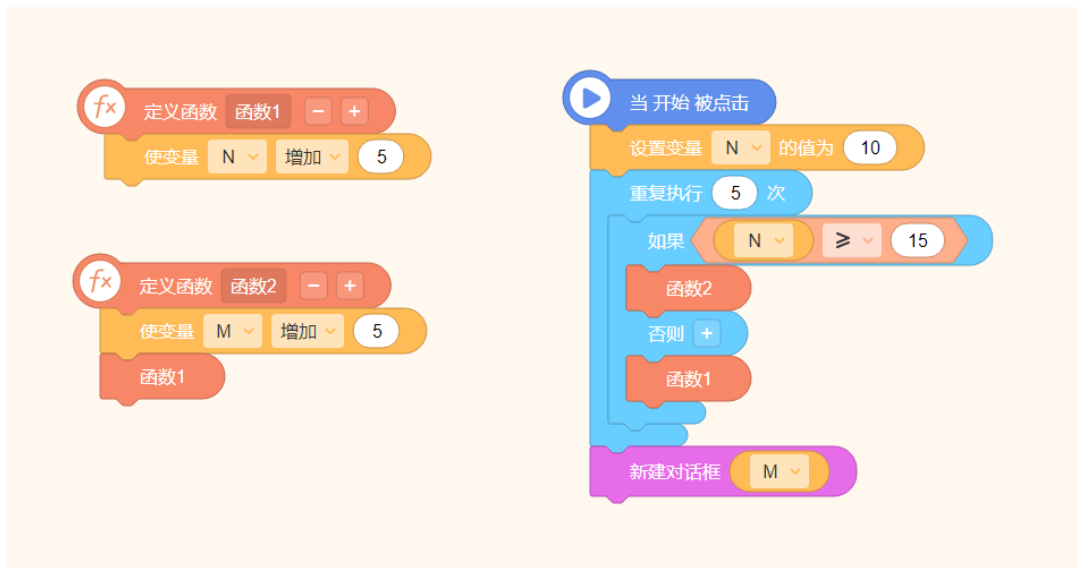 fx 定义函数 函数1 - +
使变量 N 增加 5
fx 定义函数 函数2 - +
使变量 M 增加 5
函数1
当 开始 被点击
设置变量 N 的值为 10
重复执行 5 次
如果 N ≥ 15
函数2
否则 +
函数1
新建对话框 M